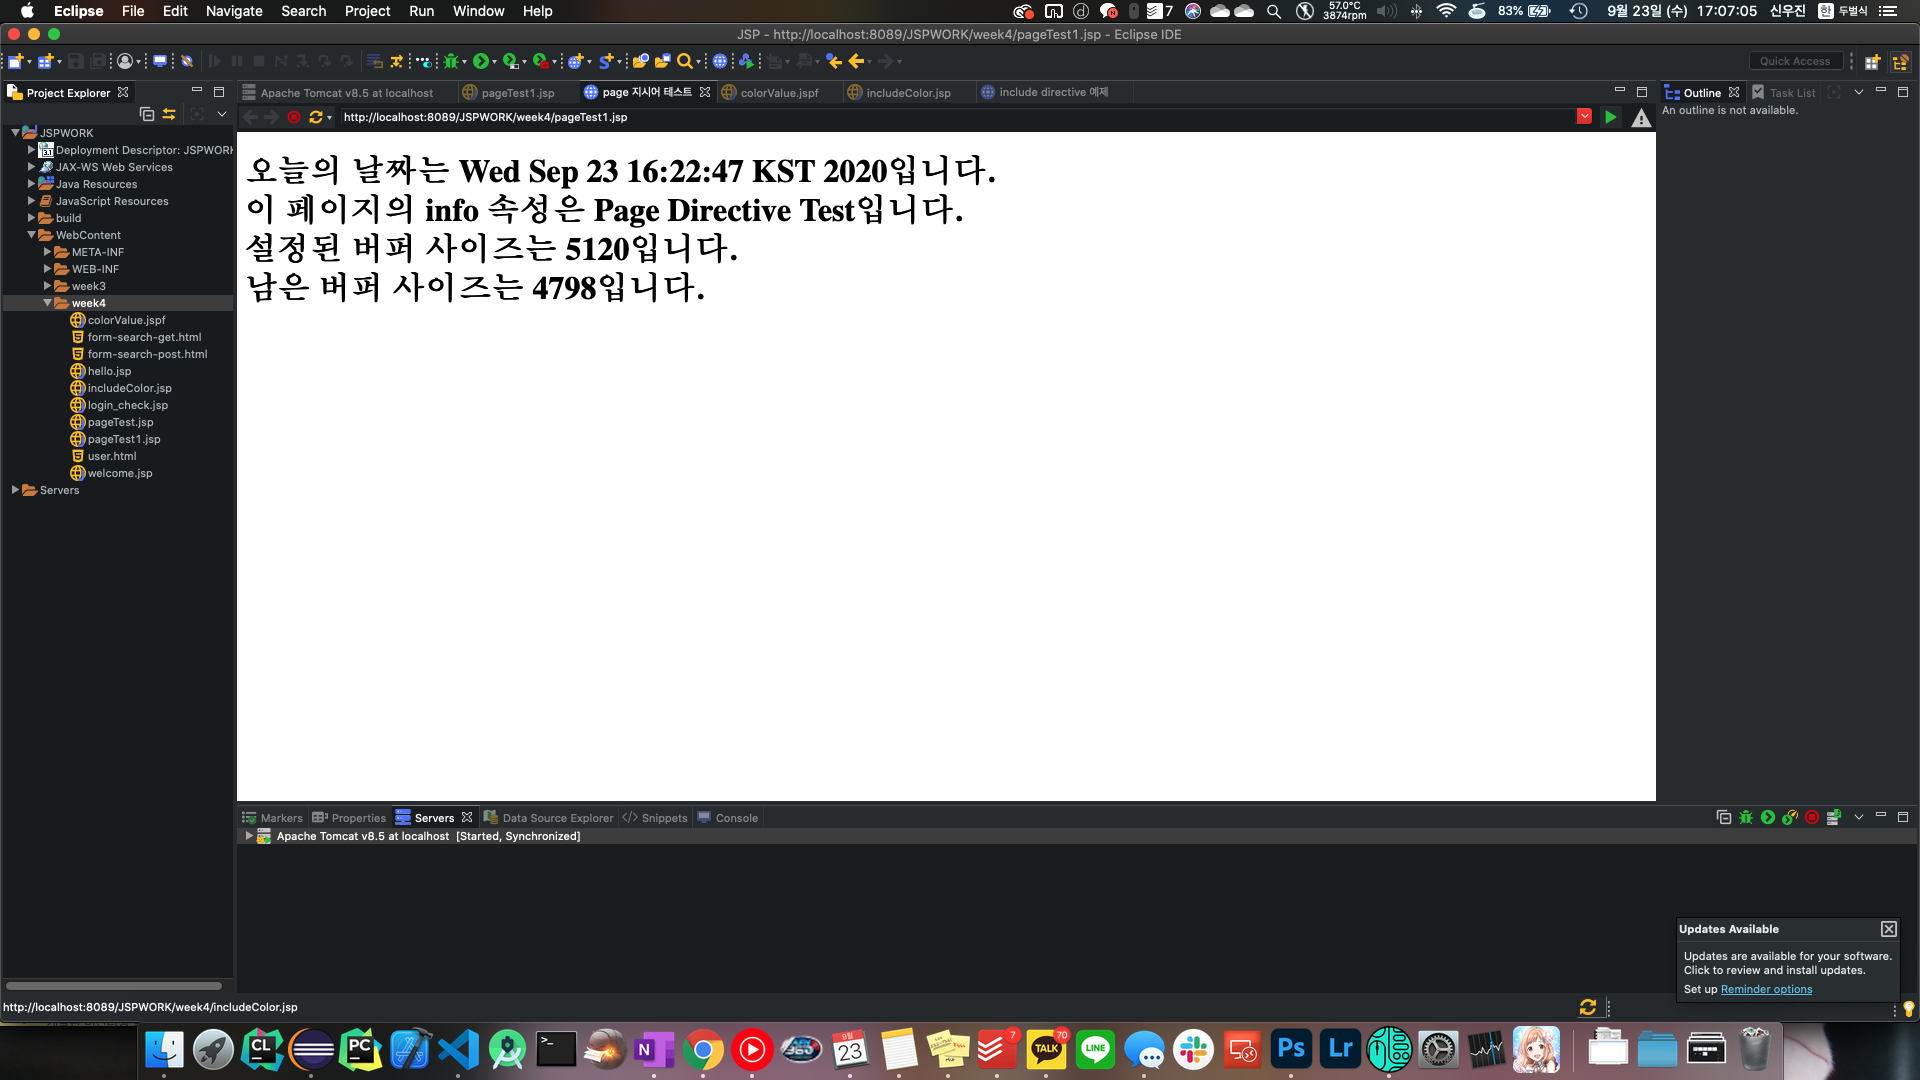 Eclipse File Edit Navigate Search Project Run Window Help
7 57.0°C 3874rpm 83% 9월 23일 (수) 17:07:05 신우진 한 두벌식
JSP - http://localhost:8089/JSPWORK/week4/pageTest1.jsp - Eclipse IDE
Quick Access
Project Explorer
Apache Tomcat v8.5 at localhost
pageTest1.jsp
page 지시어 테스트
colorValue.jspf
includeColor.jsp
include directive 예제
Outline
Task List
An outline is not available.
http://localhost:8089/JSPWORK/week4/pageTest1.jsp
JSPWORK
Deployment Descriptor: JSPWORK
JAX-WS Web Services
Java Resources
JavaScript Resources
build
WebContent
META-INF
WEB-INF
week3
week4
colorValue.jspf
form-search-get.html
form-search-post.html
hello.jsp
includeColor.jsp
login_check.jsp
pageTest.jsp
pageTest1.jsp
user.html
welcome.jsp
Servers
오늘의 날짜는 Wed Sep 23 16:22:47 KST 2020입니다.
이 페이지의 info 속성은 Page Directive Test입니다.
설정된 버퍼 사이즈는 5120입니다.
남은 버퍼 사이즈는 4798입니다.
Markers
Properties
Servers
Data Source Explorer
Snippets
Console
Apache Tomcat v8.5 at localhost [Started, Synchronized]
Updates Available
Updates are available for your software.
Click to review and install updates.
Set up Reminder options
http://localhost:8089/JSPWORK/week4/includeColor.jsp
CL
PC
N
9월
23
7
TALK
70
LINE
Ps
Lr